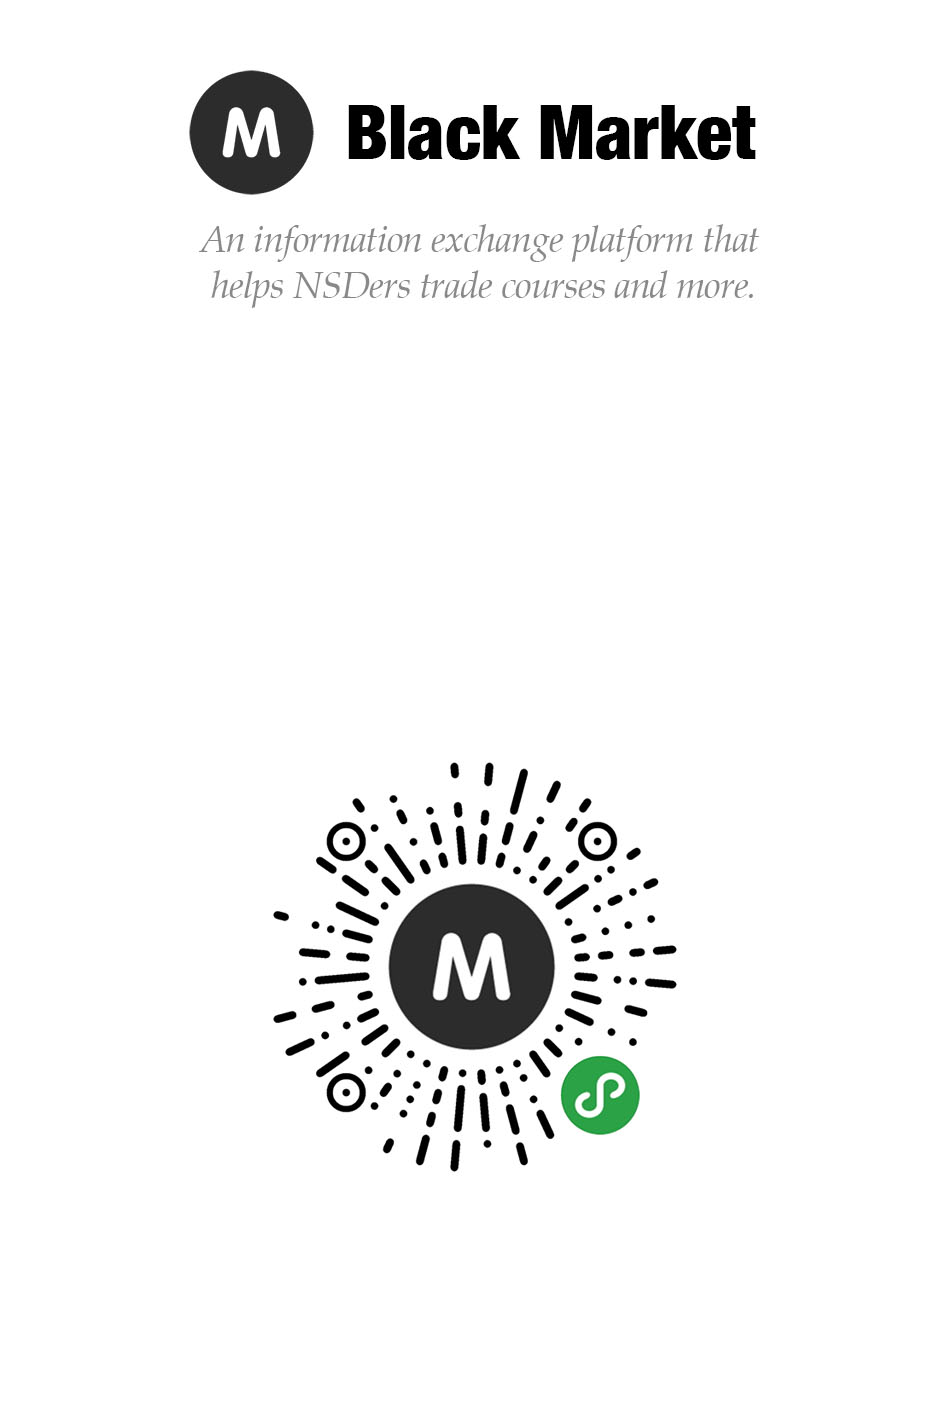 M Black Market
An information exchange platform that
helps NSDers trade courses and more.
M